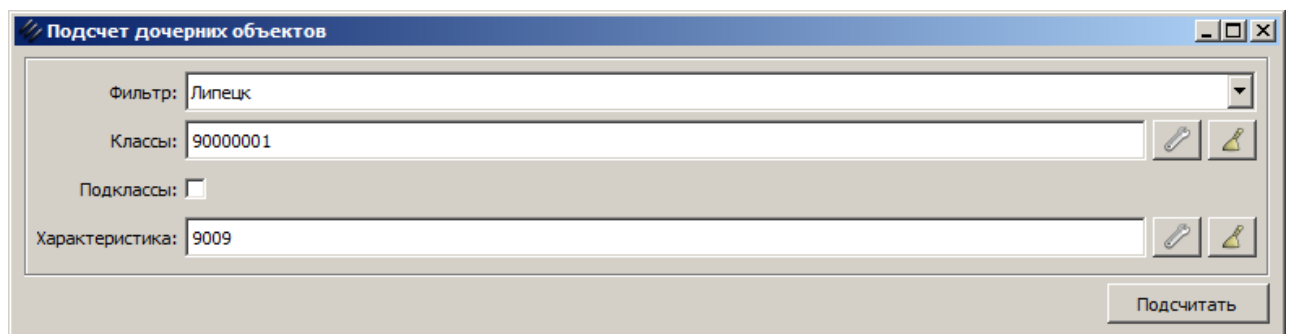 Подсчет дочерних объектов
Фильтр: Липецк
Классы: 90000001
Подклассы:
Характеристика: 9009
Подсчитать